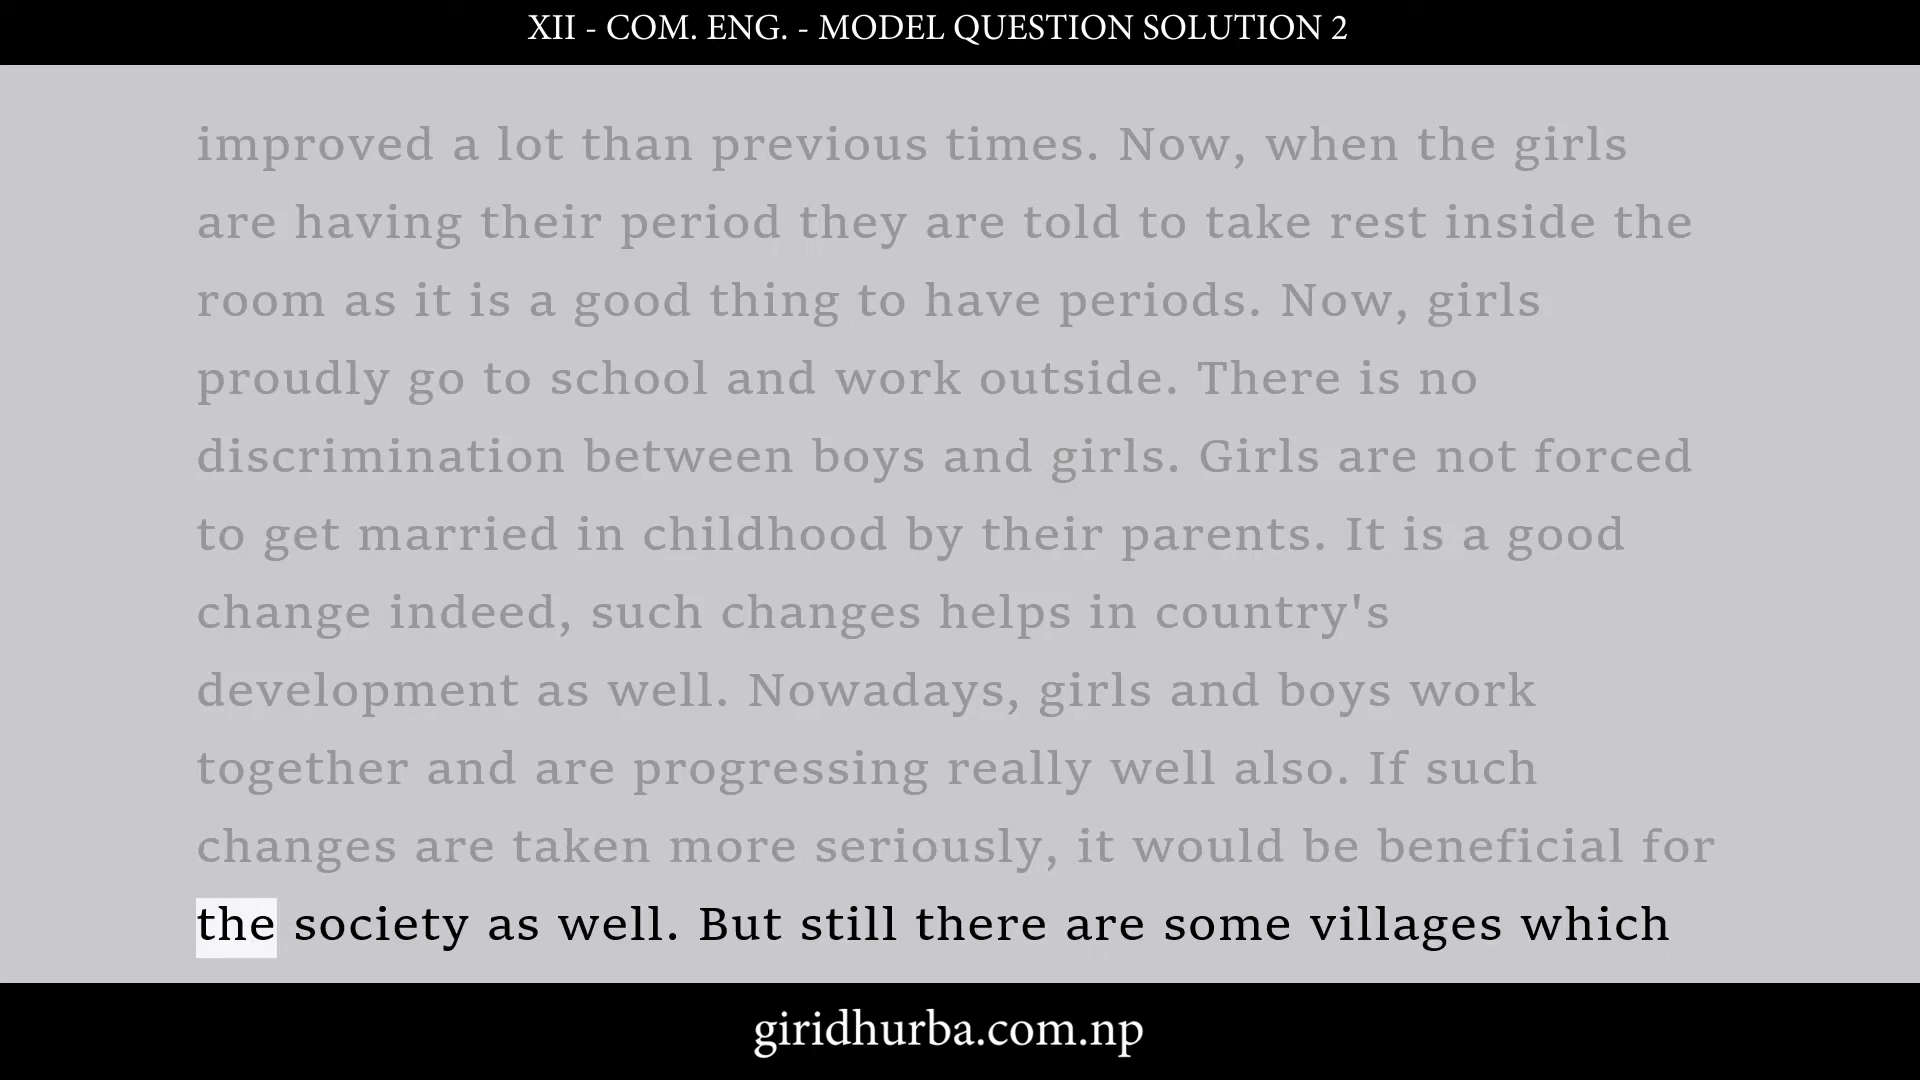 XII - COM. ENG. - MODEL QUESTION SOLUTION 2
improved a lot than previous times. Now, when the girls
are having their period they are told to take rest inside the
room as it is a good thing to have periods. Now, girls
proudly go to school and work outside. There is no
discrimination between boys and girls. Girls are not forced
to get married in childhood by their parents. It is a good
change indeed, such changes helps in country's
development as well. Nowadays, girls and boys work
together and are progressing really well also. If such
changes are taken more seriously, it would be beneficial for
the society as well. But still there are some villages which
giridhurba.com.np